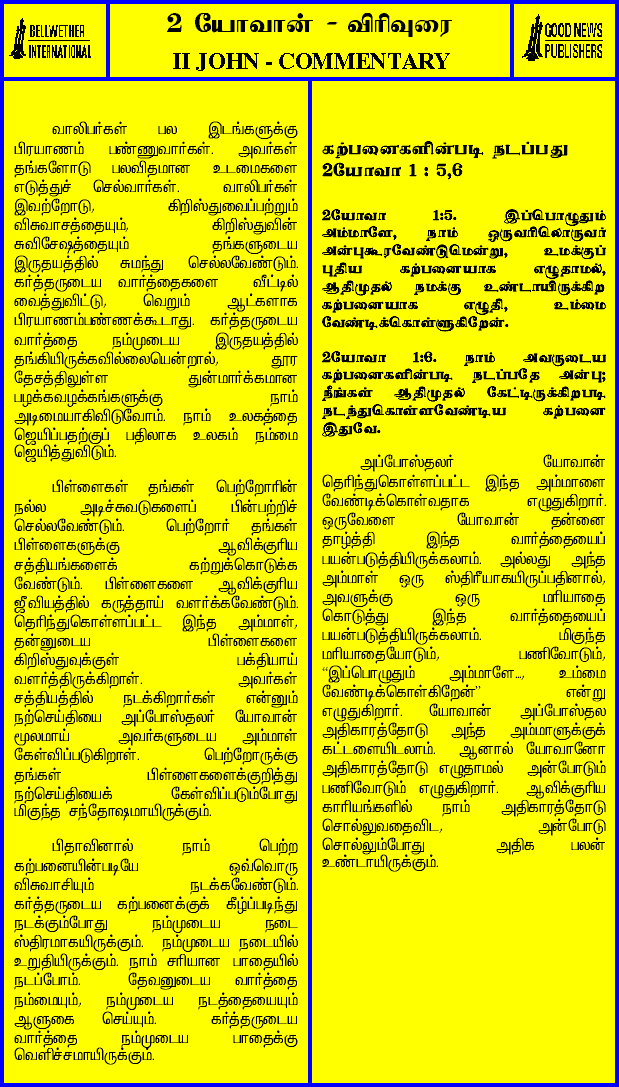 BELLWETHER
INTERNATIONAL
2 யோவான் - விரிவுரை
II JOHN - COMMENTARY
GOOD NEWS
PUBLISHERS
வாலிபர்கள் பல இடங்களுக்கு
பிரயாணம் பண்ணுவார்கள். அவர்கள்
தங்களோடு பலவிதமான உடமைகளை
எடுத்துச் செல்வார்கள். வாலிபர்கள்
இவற்றோடு, கிறிஸ்துவைப்பற்றும்
விசுவாசத்தையும், கிறிஸ்துவின்
சுவிசேஷத்தையும் தங்களுடைய
இருதயத்தில் சுமந்து செல்லவேண்டும்.
கர்த்தருடைய வார்த்தைகளை வீட்டில்
வைத்துவிட்டு, வெறும் ஆட்களாக
பிரயாணம்பண்ணக்கூடாது. கர்த்தருடைய
வார்த்தை நம்முடைய இருதயத்தில்
தங்கியிருக்கவில்லையென்றால், தூர
தேசத்திலுள்ள துன்மார்க்கமான
பழக்கவழக்கங்களுக்கு நாம்
அடிமையாகிவிடுவோம். நாம் உலகத்தை
ஜெயிப்பதற்குப் பதிலாக உலகம் நம்மை
ஜெயித்துவிடும்.
பிள்ளைகள் தங்கள் பெற்றோரின்
நல்ல அடிச்சுவடுகளைப் பின்பற்றிச்
செல்லவேண்டும். பெற்றோர் தங்கள்
பிள்ளைகளுக்கு ஆவிக்குரிய
சத்தியங்களைக் கற்றுக்கொடுக்க
வேண்டும். பிள்ளைகளை ஆவிக்குரிய
ஜீவியத்தில் கருத்தாய் வளர்க்கவேண்டும்.
தெரிந்துகொள்ளப்பட்ட இந்த அம்மாள்,
தன்னுடைய பிள்ளைகளை
கிறிஸ்துவுக்குள் பக்தியாய்
வளர்த்திருக்கிறாள். அவர்கள்
சத்தியத்தில் நடக்கிறார்கள் என்னும்
நற்செய்தியை அப்போஸ்தலர் யோவான்
மூலமாய் அவர்களுடைய அம்மாள்
கேள்விப்படுகிறாள். பெற்றோருக்கு
தங்கள் பிள்ளைகளைக்குறித்து
நற்செய்தியைக் கேள்விப்படும்போது
மிகுந்த சந்தோஷமாயிருக்கும்.
பிதாவினால் நாம் பெற்ற
கற்பனையின்படியே ஒவ்வொரு
விசுவாசியும் நடக்கவேண்டும்.
கர்த்தருடைய கற்பனைக்குக் கீழ்ப்படிந்து
நடக்கும்போது நம்முடைய நடை
ஸ்திரமாகயிருக்கும். நம்முடைய நடையில்
உறுதியிருக்கும். நாம் சரியான பாதையில்
நடப்போம். தேவனுடைய வார்த்தை
நம்மையும், நம்முடைய நடத்தையையும்
ஆளுகை செய்யும். கர்த்தருடைய
வார்த்தை நம்முடைய பாதைக்கு
வெளிச்சமாயிருக்கும்.
கற்பனைகளின்படி நடப்பது
2யோவா 1 : 5,6
2யோவா 1:5. இப்பொழுதும்
அம்மாளே, நாம் ஒருவரிலொருவர்
அன்புகூரவேண்டுமென்று, உமக்குப்
புதிய கற்பனையாக எழுதாமல்,
ஆதிமுதல் நமக்கு உண்டாயிருக்கிற
கற்பனையாக எழுதி, உம்மை
வேண்டிக்கொள்ளுகிறேன்.
2யோவா 1:6. நாம் அவருடைய
கற்பனைகளின்படி நடப்பதே அன்பு;
நீங்கள் ஆதிமுதல் கேட்டிருக்கிறபடி
நடந்துகொள்ளவேண்டிய கற்பனை
இதுவே.
அப்போஸ்தலர் யோவான்
தெரிந்துகொள்ளப்பட்ட இந்த அம்மாளை
வேண்டிக்கொள்வதாக எழுதுகிறார்.
ஒருவேளை யோவான் தன்னை
தாழ்த்தி இந்த வார்த்தையைப்
பயன்படுத்தியிருக்கலாம். அல்லது அந்த
அம்மாள் ஒரு ஸ்திரீயாகயிருப்பதினால்,
அவளுக்கு ஒரு மரியாதை
கொடுத்து இந்த வார்த்தையைப்
பயன்படுத்தியிருக்கலாம். மிகுந்த
மரியாதையோடும், பணிவோடும்,
“இப்பொழுதும் அம்மாளே..., உம்மை
வேண்டிக்கொள்கிறேன்” என்று
எழுதுகிறார். யோவான் அப்போஸ்தல
அதிகாரத்தோடு அந்த அம்மாளுக்குக்
கட்டளையிடலாம். ஆனால் யோவானோ
அதிகாரத்தோடு எழுதாமல் அன்போடும்
பணிவோடும் எழுதுகிறார். ஆவிக்குரிய
காரியங்களில் நாம் அதிகாரத்தோடு
சொல்லுவதைவிட, அன்போடு
சொல்லும்போது அதிக பலன்
உண்டாயிருக்கும்.